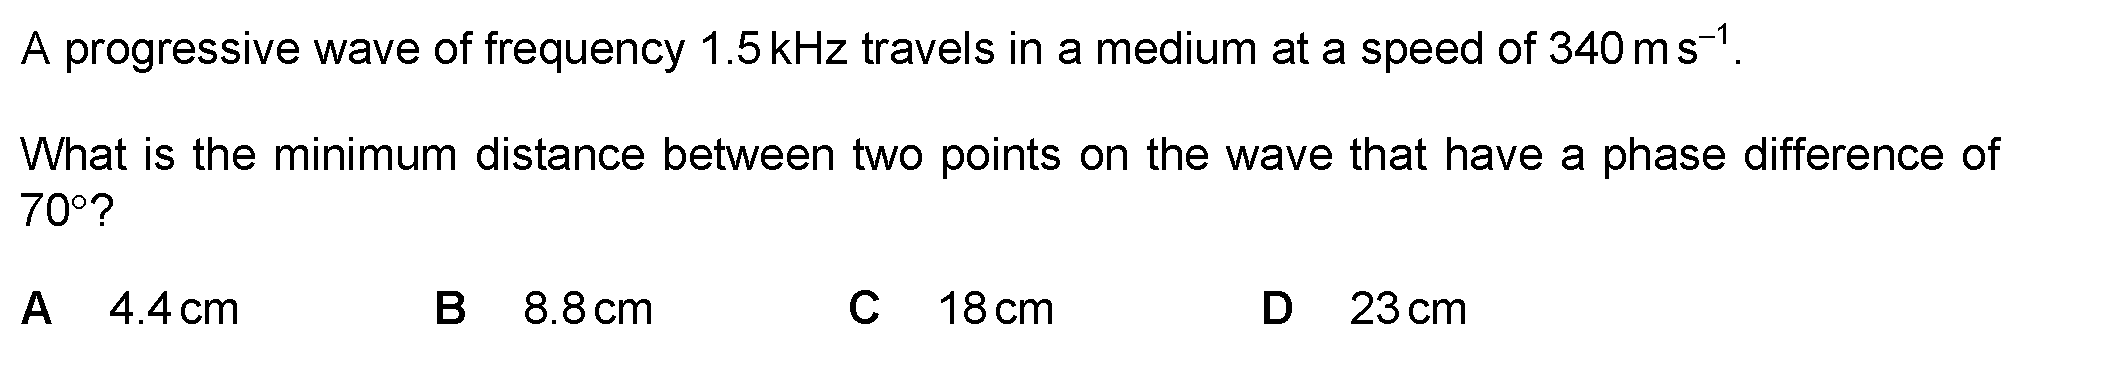 A progressive wave of frequency 1.5 kHz travels in a medium at a speed of 340 m s⁻¹.
What is the minimum distance between two points on the wave that have a phase difference of
70°?
A 4.4 cm B 8.8 cm C 18 cm D 23 cm